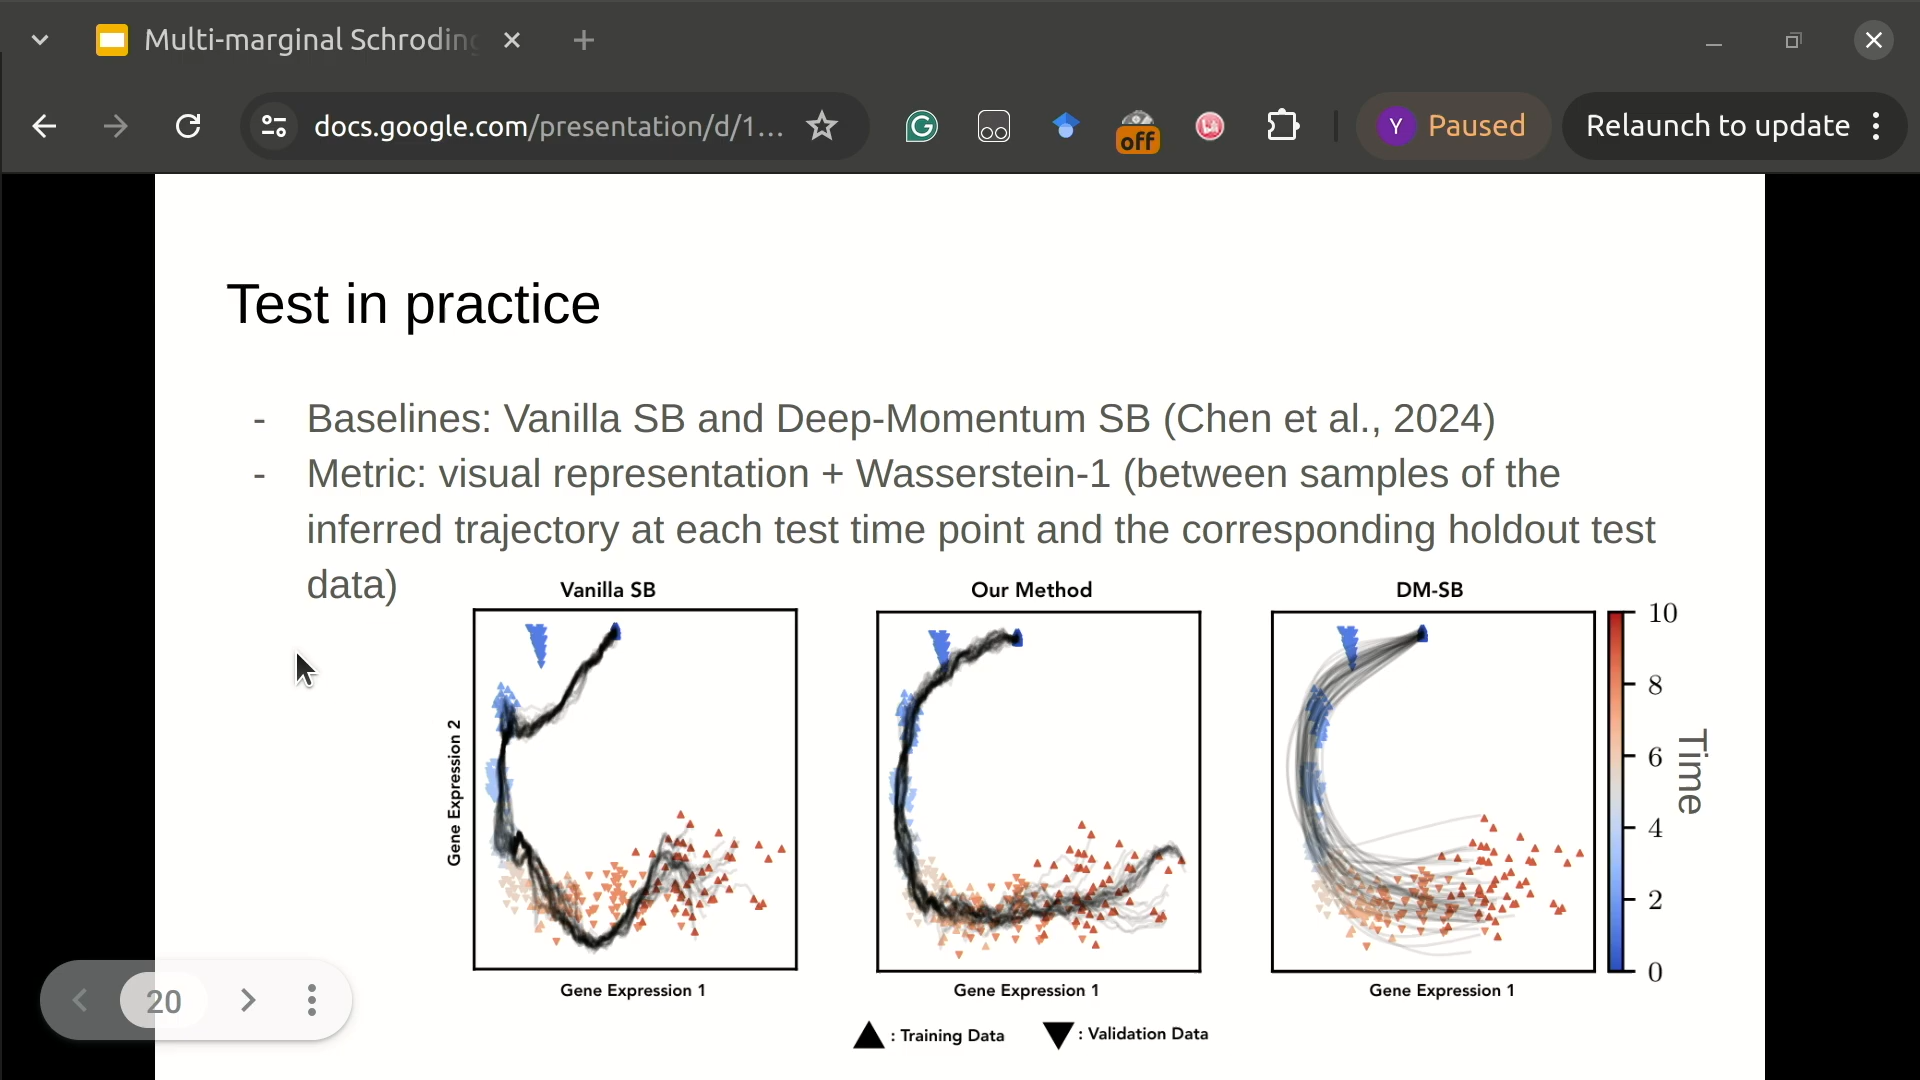 Multi-marginal Schroding
docs.google.com/presentation/d/1...
off
Y
Paused
Relaunch to update
Test in practice
- Baselines: Vanilla SB and Deep-Momentum SB (Chen et al., 2024)
- Metric: visual representation + Wasserstein-1 (between samples of the
inferred trajectory at each test time point and the corresponding holdout test
data)
Vanilla SB
Our Method
DM-SB
Gene Expression 2
10
8
6
4
2
0
Time
Gene Expression 1
Gene Expression 1
Gene Expression 1
: Training Data
: Validation Data
20